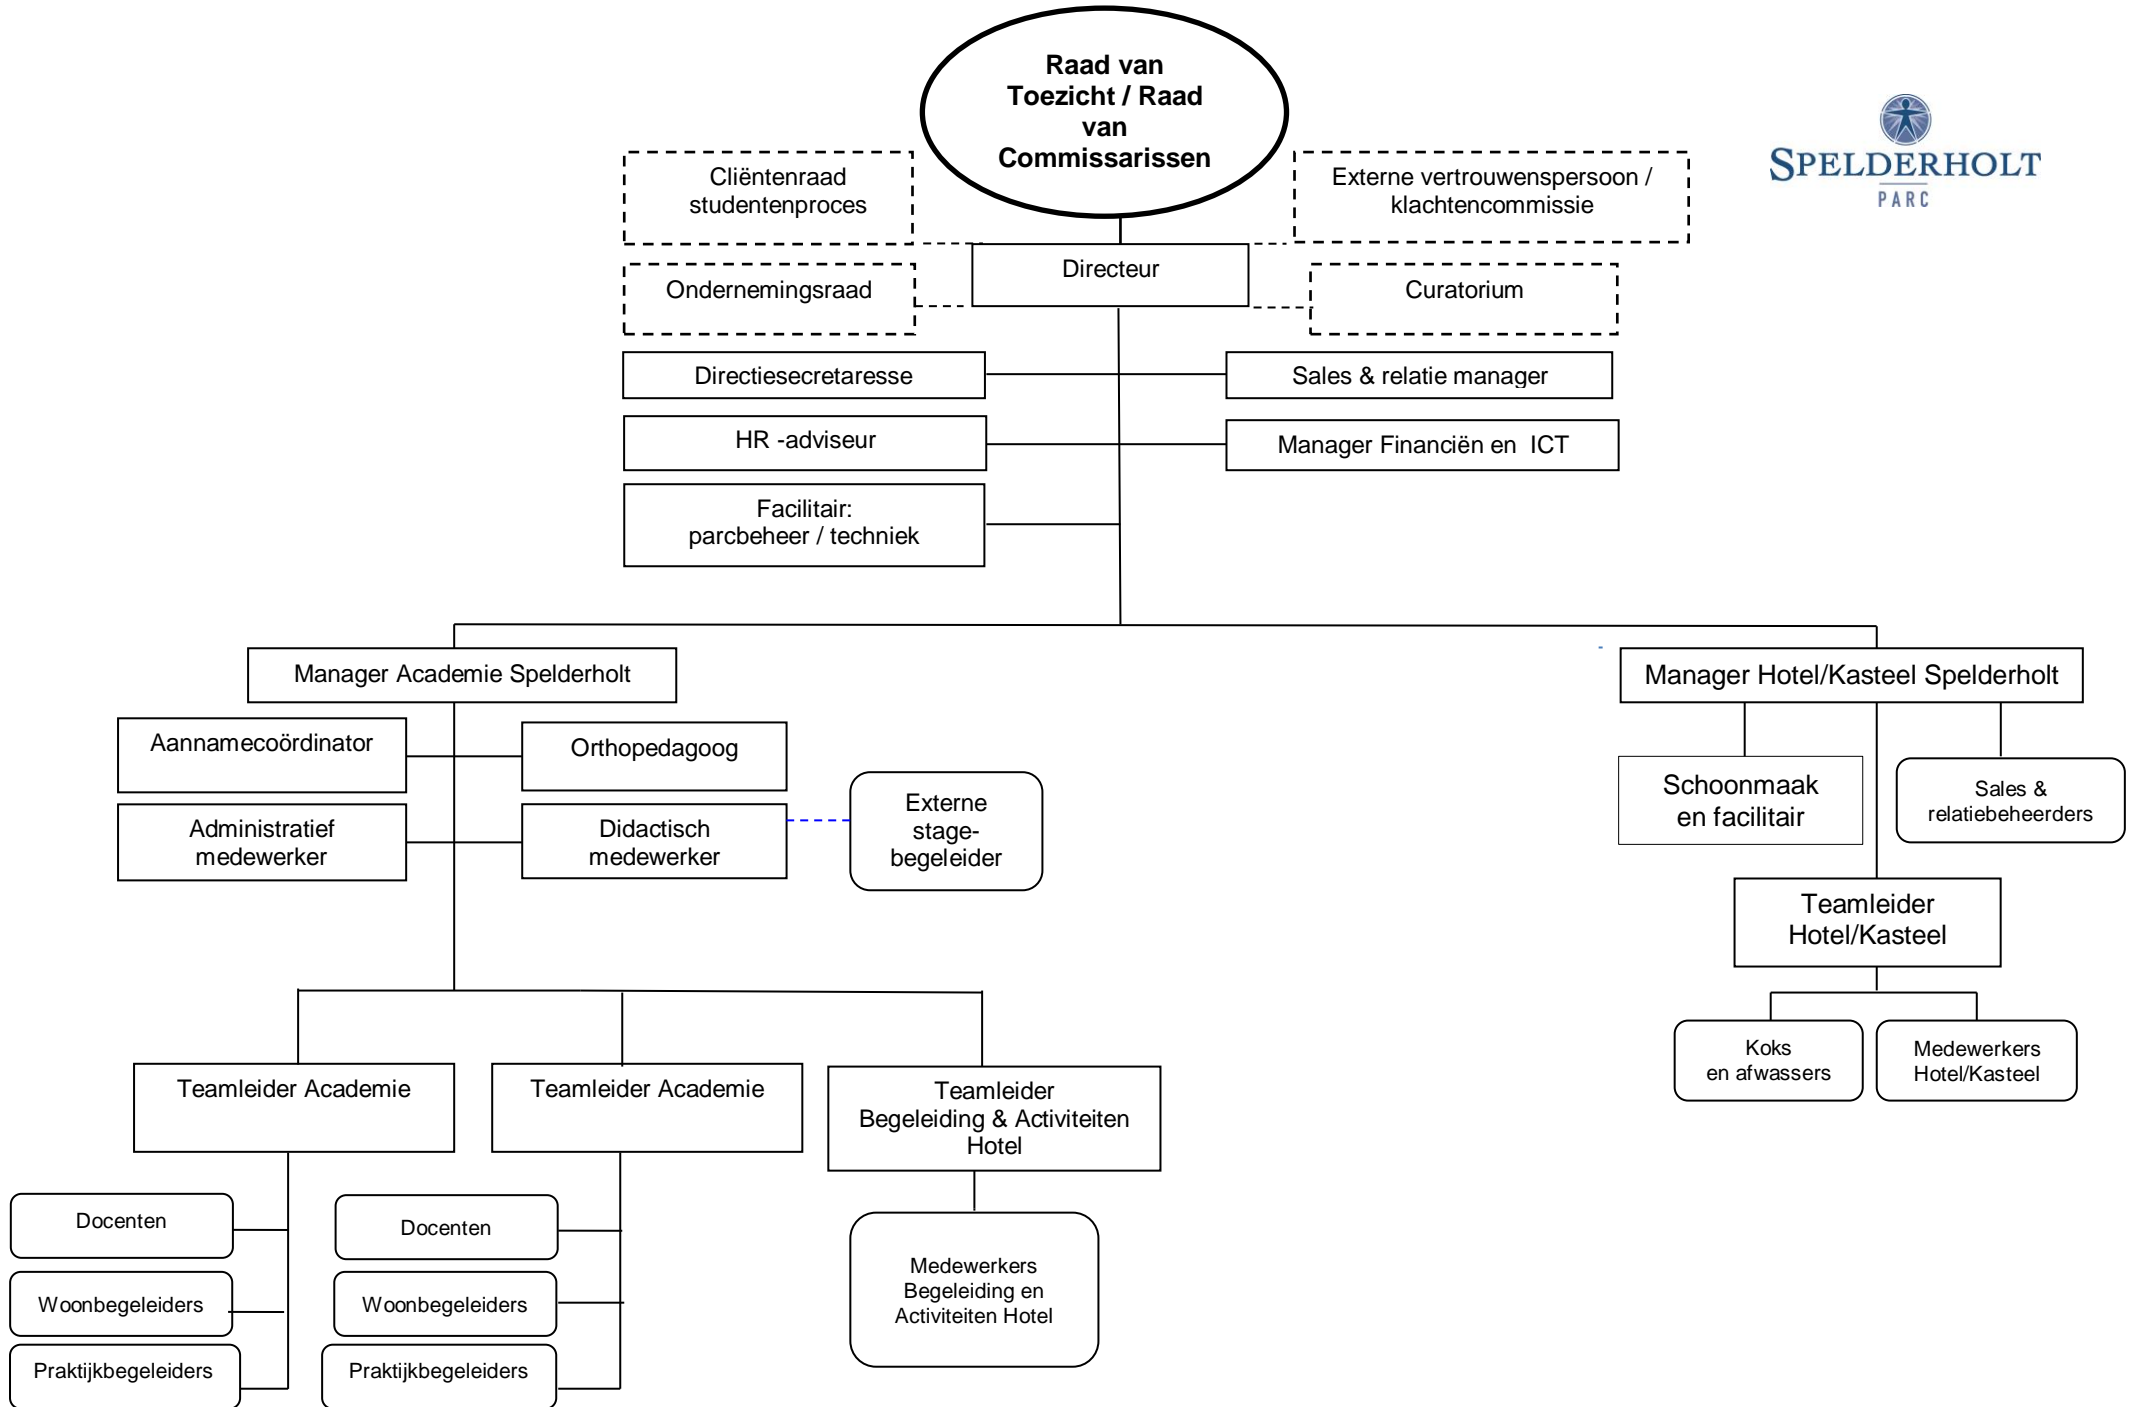 Raad van
Toezicht / Raad
van
Commissarissen
SPELDERHOLT
PARC
Cliëntenraad
studentenproces
Externe vertrouwenspersoon /
klachtencommissie
Directeur
Ondernemingsraad
Curatorium
Directiesecretaresse
Sales & relatie manager
HR -adviseur
Manager Financiën en  ICT
Facilitair:
parcbeheer / techniek
Manager Academie Spelderholt
Manager Hotel/Kasteel Spelderholt
Aannamecoördinator
Orthopedagoog
Administratief
medewerker
Didactisch
medewerker
Externe
stage-
begeleider
Schoonmaak
en facilitair
Sales &
relatiebeheerders
Teamleider
Hotel/Kasteel
Koks
en afwassers
Medewerkers
Hotel/Kasteel
Teamleider Academie
Teamleider Academie
Teamleider
Begeleiding & Activiteiten
Hotel
Docenten
Woonbegeleiders
Praktijkbegeleiders
Docenten
Woonbegeleiders
Praktijkbegeleiders
Medewerkers
Begeleiding en
Activiteiten Hotel